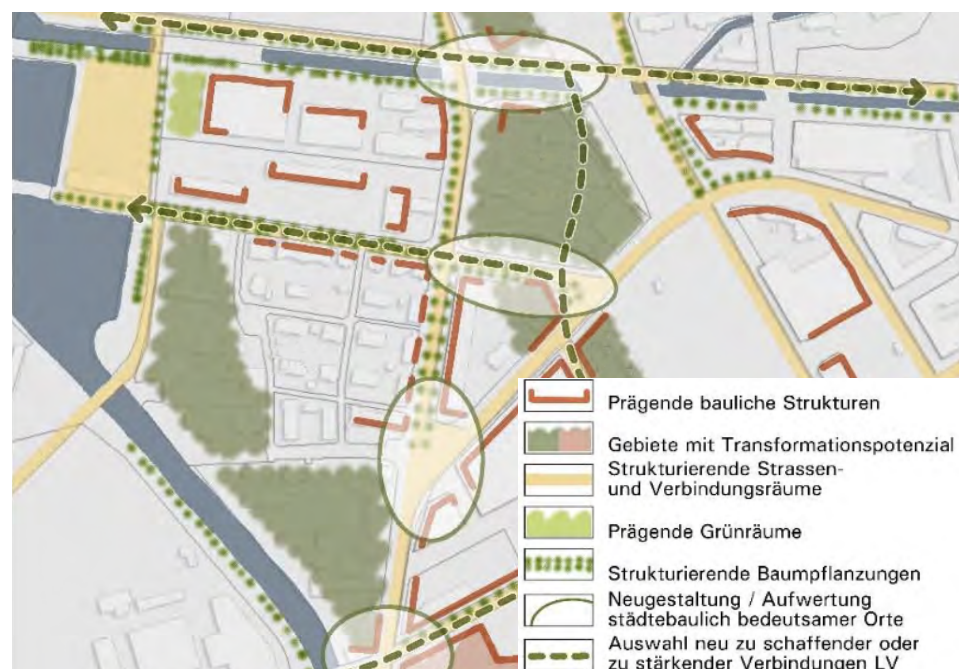 Prägende bauliche Strukturen
Gebiete mit Transformationspotenzial
Strukturierende Strassen-
und Verbindungsräume
Prägende Grünräume
Strukturierende Baumpflanzungen
Neugestaltung / Aufwertung
städtebaulich bedeutsamer Orte
Auswahl neu zu schaffender oder
zu stärkender Verbindungen LV